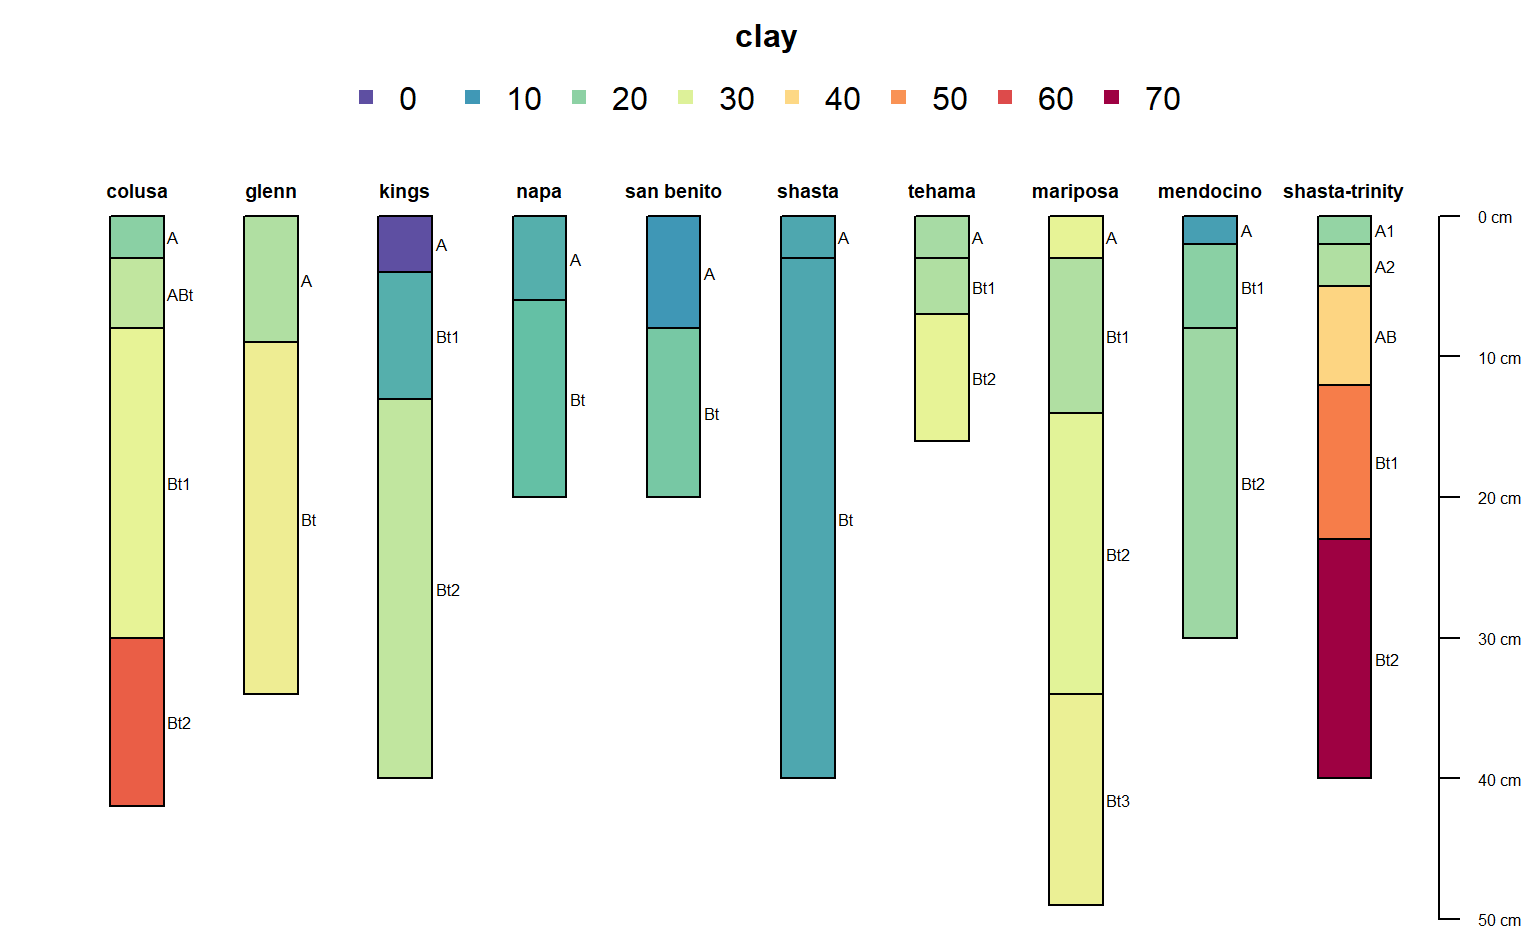 clay
0 10 20 30 40 50 60 70
colusa glenn kings napa san benito shasta tehama mariposa mendocino shasta-trinity
A
ABt
Bt1
Bt2
A
Bt
A
Bt1
Bt2
A
Bt
A
Bt
A
Bt
A
Bt1
Bt2
A
Bt1
Bt2
Bt3
A
Bt1
Bt2
A1
A2
AB
Bt1
Bt2
0 cm
10 cm
20 cm
30 cm
40 cm
50 cm